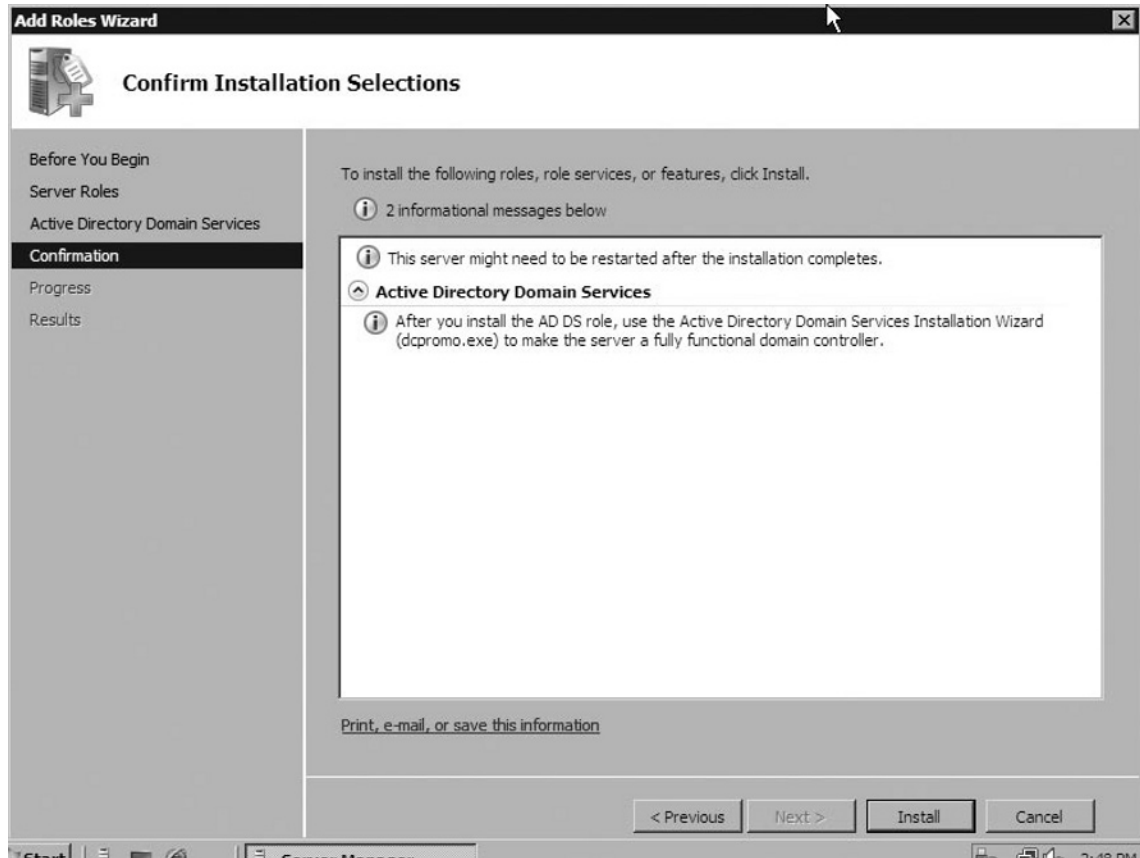 Add Roles Wizard
Confirm Installation Selections
Before You Begin
Server Roles
Active Directory Domain Services
Confirmation
Progress
Results
To install the following roles, role services, or features, click Install.
2 informational messages below
This server might need to be restarted after the installation completes.
Active Directory Domain Services
After you install the AD DS role, use the Active Directory Domain Services Installation Wizard
(dcpromo.exe) to make the server a fully functional domain controller.
Print, e-mail, or save this information
< Previous
Next >
Install
Cancel
Start
Server Manager
2:48 PM